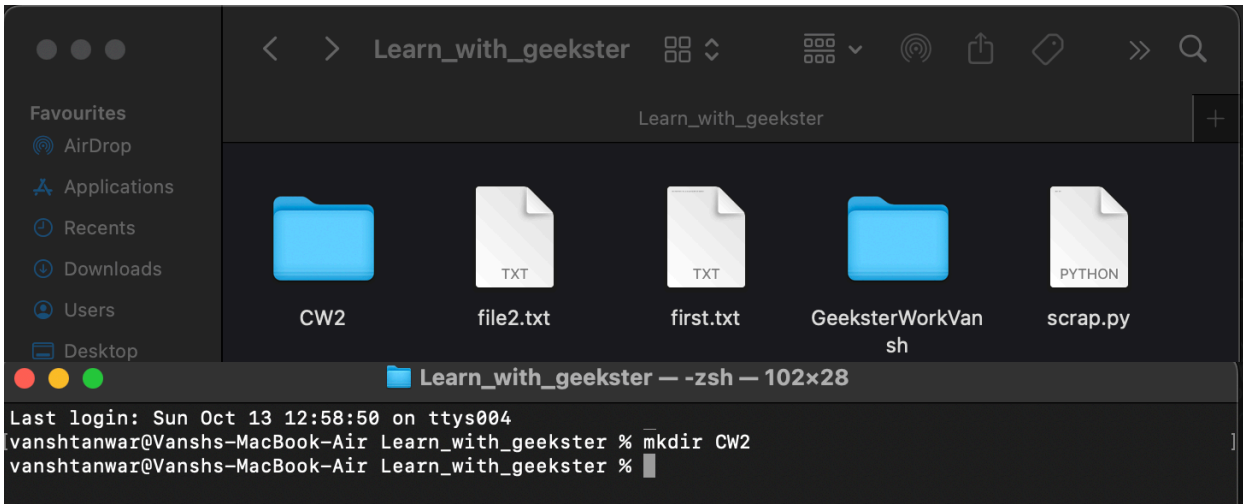 Learn_with_geekster
Learn_with_geekster
Favourites
AirDrop
Applications
Recents
Downloads
Users
Desktop
TXT
TXT
PYTHON
CW2
file2.txt
first.txt
GeeksterWorkVan
sh
scrap.py
Learn_with_geekster — -zsh — 102×28
Last login: Sun Oct 13 12:58:50 on ttys004
[vanshtanwar@Vanshs-MacBook-Air Learn_with_geekster % mkdir CW2 ]
vanshtanwar@Vanshs-MacBook-Air Learn_with_geekster %